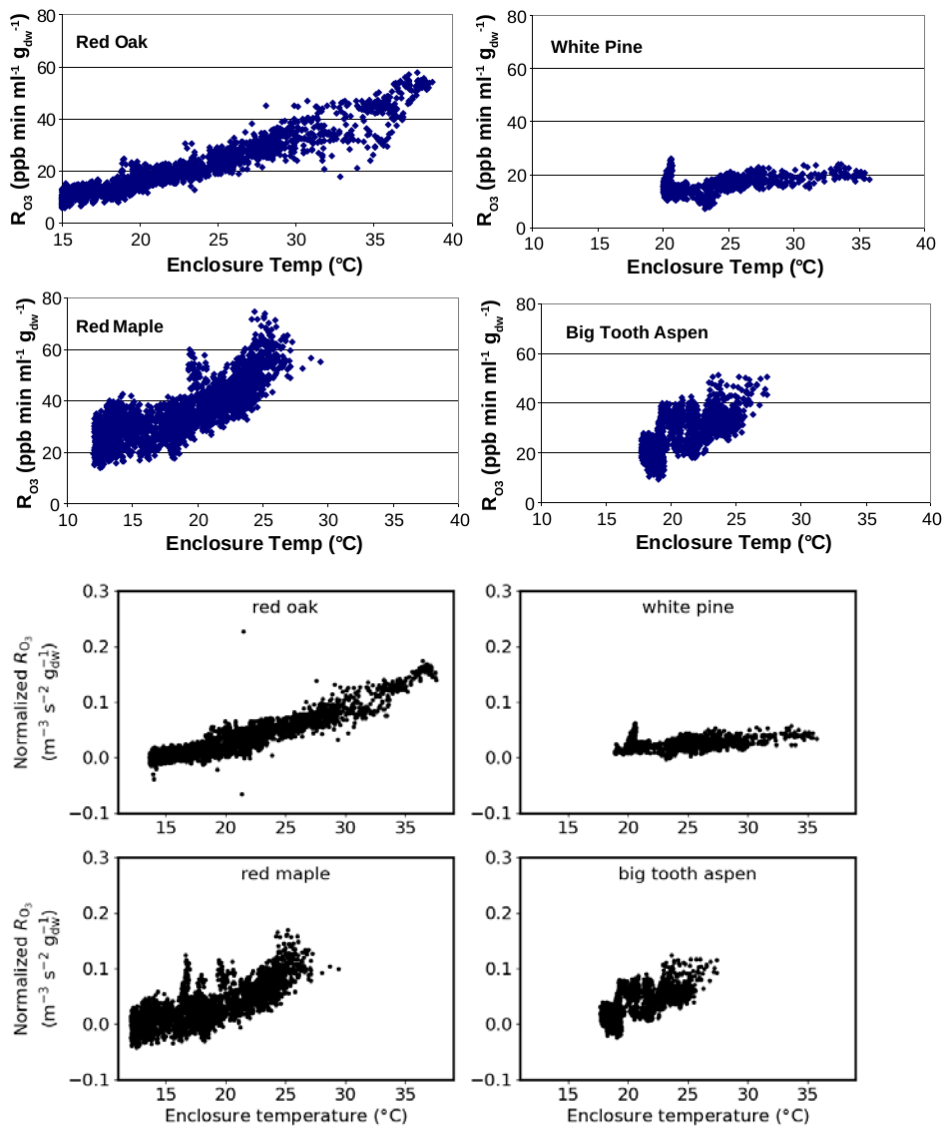 Red Oak
R_O3 (ppb min ml^-1 g_dw^-1)
80
60
40
20
0
15 20 25 30 35 40
Enclosure Temp (°C)
White Pine
R_O3 (ppb min ml^-1 g_dw^-1)
80
60
40
20
0
10 15 20 25 30 35 40
Enclosure Temp (°C)
Red Maple
R_O3 (ppb min ml^-1 g_dw^-1)
80
60
40
20
0
10 15 20 25 30 35 40
Enclosure Temp (°C)
Big Tooth Aspen
R_O3 (ppb min ml^-1 g_dw^-1)
80
60
40
20
0
10 15 20 25 30 35 40
Enclosure Temp (°C)
red oak
Normalized R_O3
(m^−3 s^−2 g_dw^−1)
0.3
0.2
0.1
0.0
−0.1
15 20 25 30 35
white pine
0.3
0.2
0.1
0.0
−0.1
15 20 25 30 35
red maple
Normalized R_O3
(m^−3 s^−2 g_dw^−1)
0.3
0.2
0.1
0.0
−0.1
15 20 25 30 35
Enclosure temperature (°C)
big tooth aspen
0.3
0.2
0.1
0.0
−0.1
15 20 25 30 35
Enclosure temperature (°C)